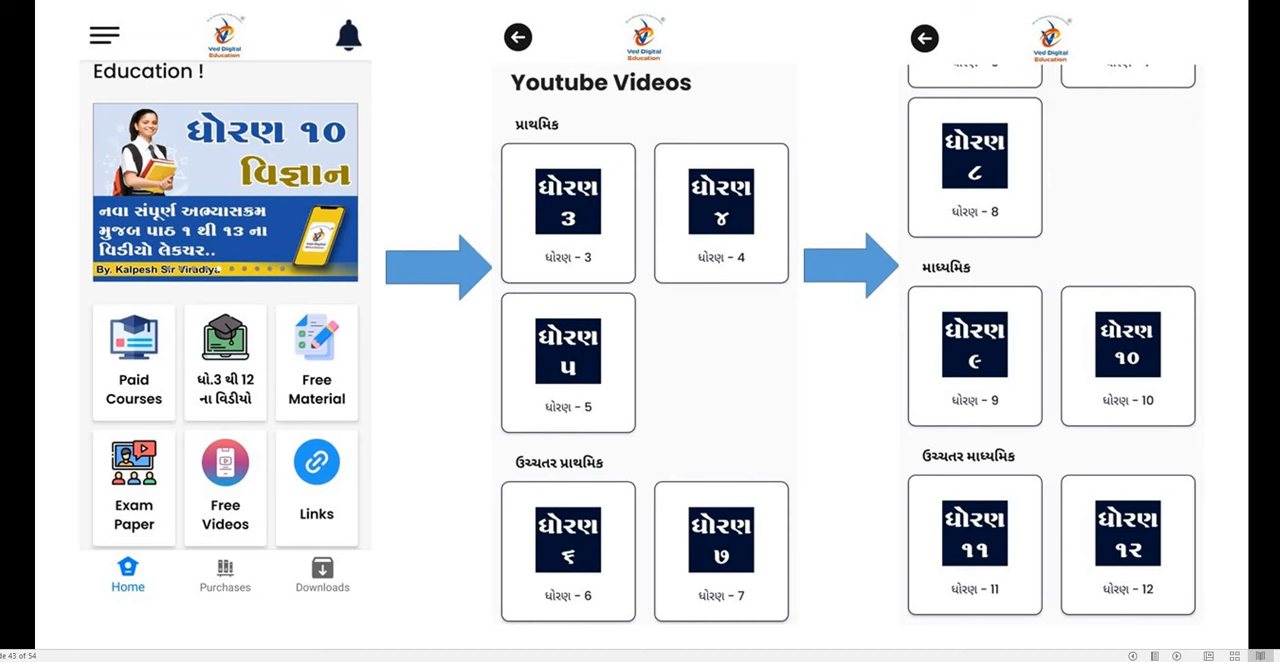 Ved Digital
Education
Education !
ધોરણ ૧૦
વિજ્ઞાન
નવા સંપૂર્ણ અભ્યાસક્રમ
મુજબ પાઠ ૧ થી ૧૩ ના
વિડીયો લેક્ચર..
By. Kalpesh Sir Viradiya
Paid
Courses
ધો.3 થી 12
ના વિડીયો
Free
Material
Exam
Paper
Free
Videos
Links
Home
Purchases
Downloads
Ved Digital
Education
Youtube Videos
પ્રાથમિક
ધોરણ
૩
ધોરણ - 3
ધોરણ
૪
ધોરણ - 4
ધોરણ
૫
ધોરણ - 5
ઉચ્ચતર પ્રાથમિક
ધોરણ
૬
ધોરણ - 6
ધોરણ
૭
ધોરણ - 7
Ved Digital
Education
ધોરણ
૮
ધોરણ - 8
માધ્યમિક
ધોરણ
૯
ધોરણ - 9
ધોરણ
૧૦
ધોરણ - 10
ઉચ્ચતર માધ્યમિક
ધોરણ
૧૧
ધોરણ - 11
ધોરણ
૧૨
ધોરણ - 12
de 43 of 54